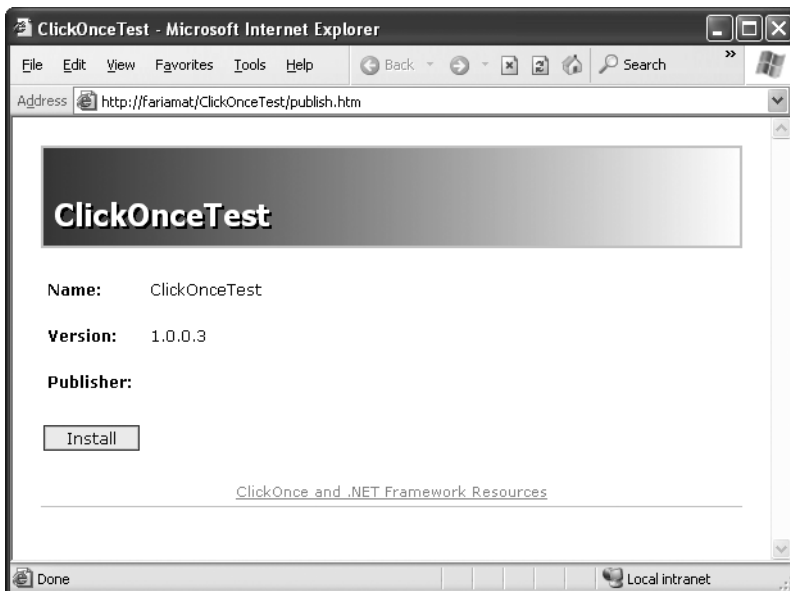 ClickOnceTest - Microsoft Internet Explorer
File Edit View Favorites Tools Help Back Search »
Address http://fariamat/ClickOnceTest/publish.htm
ClickOnceTest
Name: ClickOnceTest
Version: 1.0.0.3
Publisher:
Install
ClickOnce and .NET Framework Resources
Done Local intranet